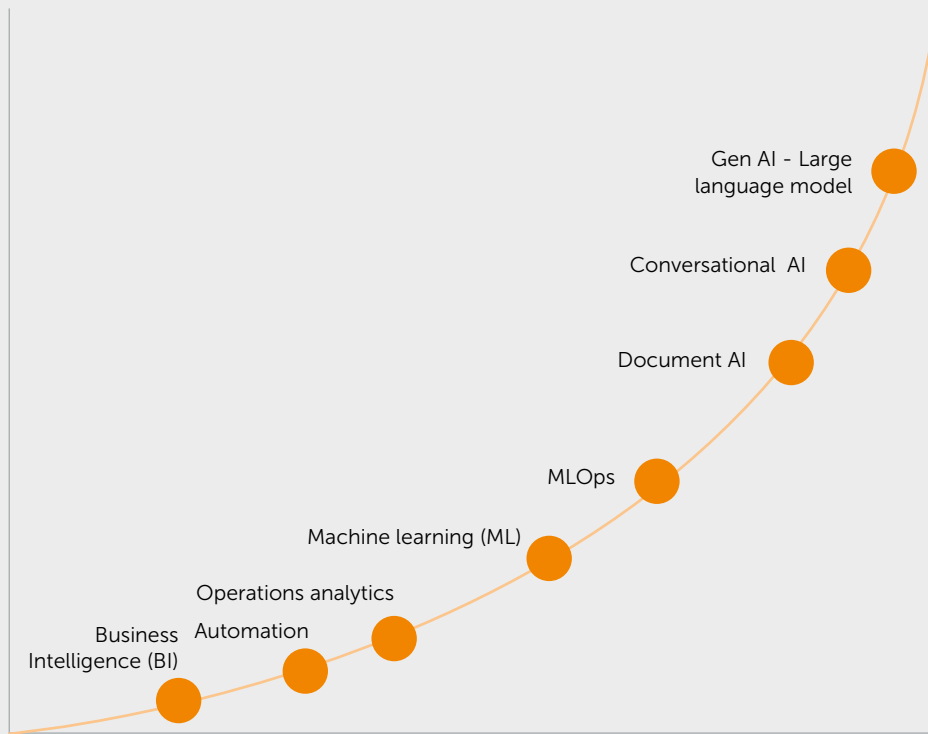 Gen AI - Large
language model
Conversational  AI
Document AI
MLOps
Machine learning (ML)
Operations analytics
Automation
Business
Intelligence (BI)